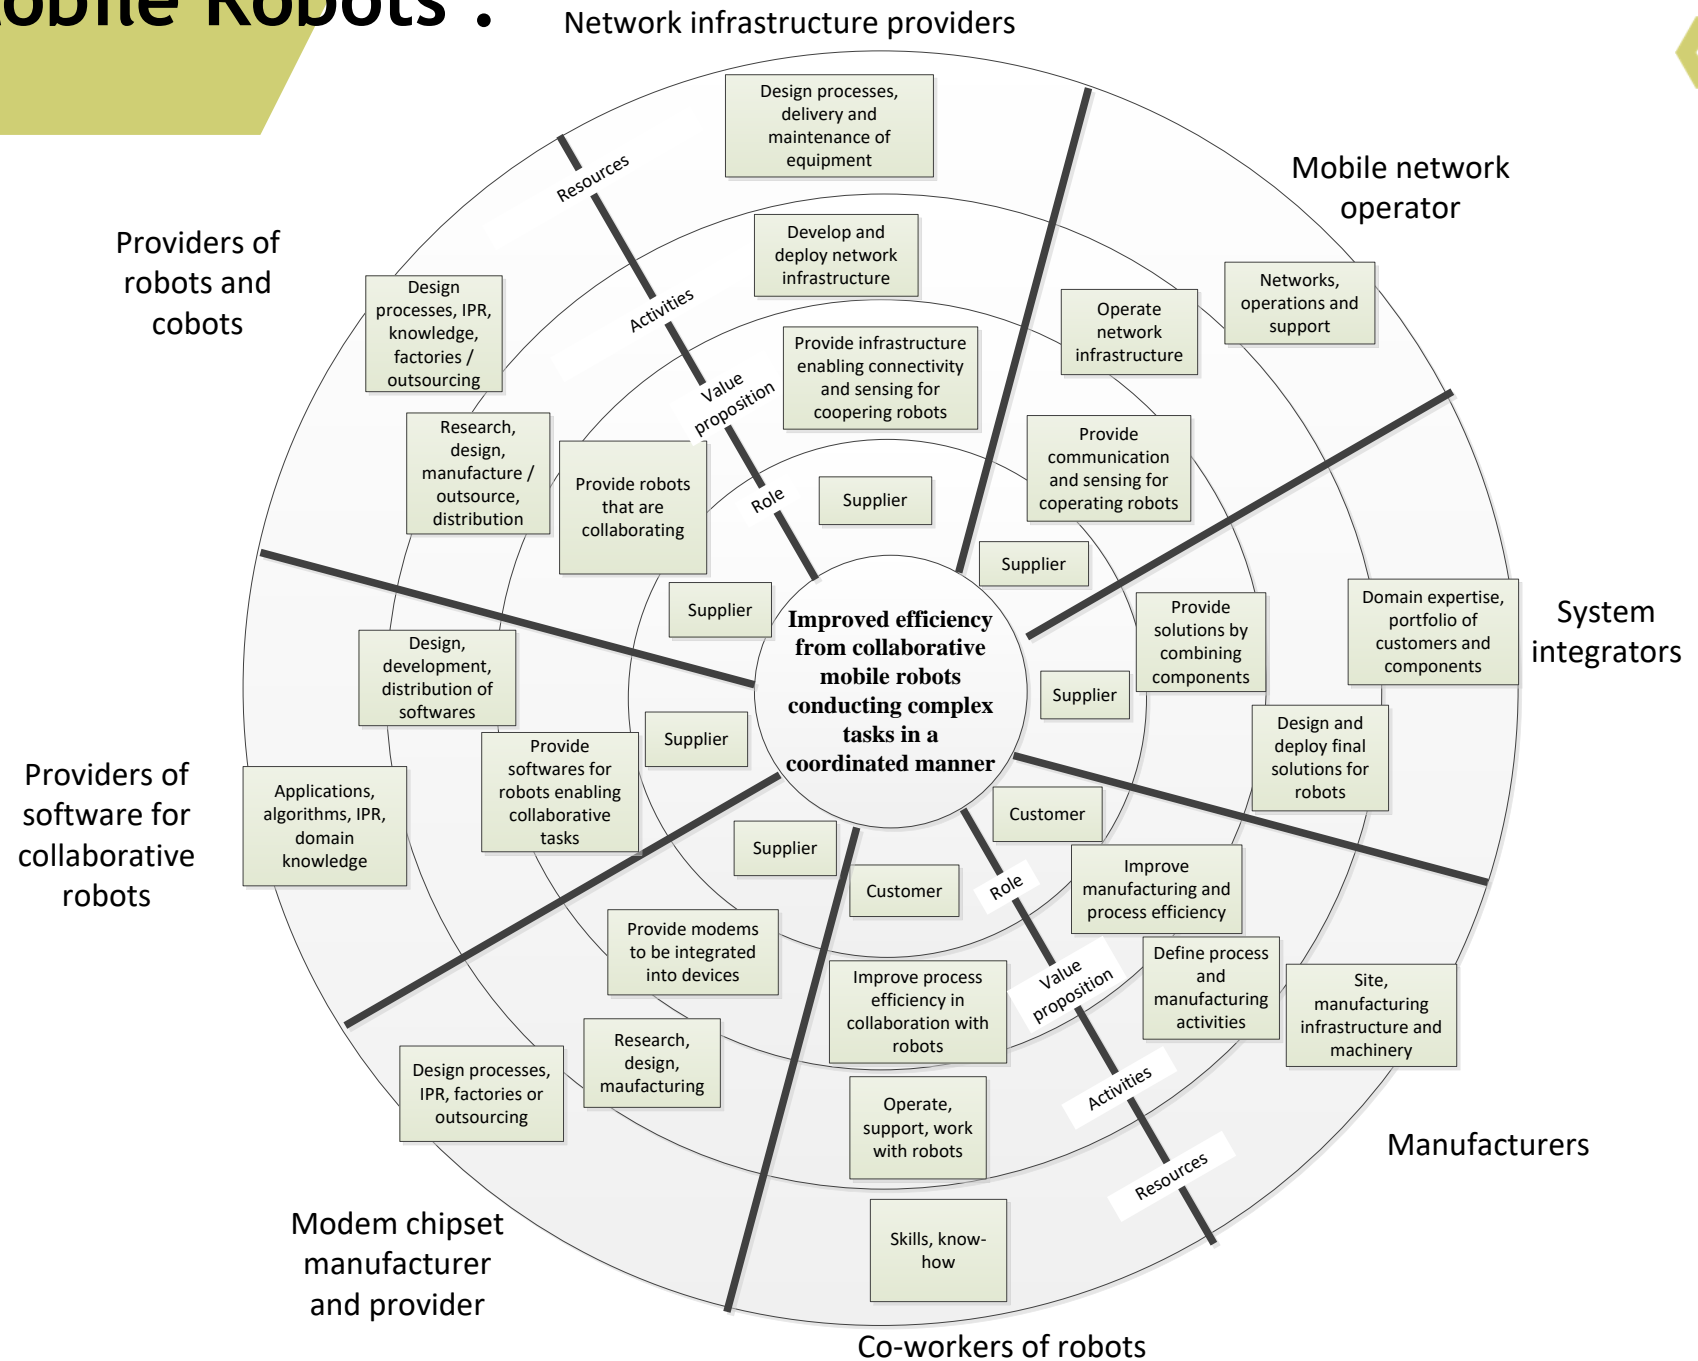 obile Robots .
Network infrastructure providers
Design processes,
delivery and
maintenance of
equipment
Develop and
deploy network
infrastructure
Provide infrastructure
enabling connectivity
and sensing for
coopering robots
Supplier
Mobile network
operator
Networks,
operations and
support
Operate
network
infrastructure
Provide
communication
and sensing for
coperating robots
Supplier
System
integrators
Domain expertise,
portfolio of
customers and
components
Design and
deploy final
solutions for
robots
Provide
solutions by
combining
components
Supplier
Manufacturers
Site,
manufacturing
infrastructure and
machinery
Define process
and
manufacturing
activities
Improve
manufacturing and
process efficiency
Customer
Role
Value
proposition
Activities
Resources
Co-workers of robots
Skills, know-
how
Operate,
support, work
with robots
Improve process
efficiency in
collaboration with
robots
Customer
Modem chipset
manufacturer
and provider
Design processes,
IPR, factories or
outsourcing
Research,
design,
maufacturing
Provide modems
to be integrated
into devices
Supplier
Providers of
software for
collaborative
robots
Applications,
algorithms, IPR,
domain
knowledge
Design,
development,
distribution of
softwares
Provide
softwares for
robots enabling
collaborative
tasks
Supplier
Providers of
robots and
cobots
Design
processes, IPR,
knowledge,
factories /
outsourcing
Research,
design,
manufacture /
outsource,
distribution
Provide robots
that are
collaborating
Supplier
Resources
Activities
Value
proposition
Role
Improved efficiency
from collaborative
mobile robots
conducting complex
tasks in a
coordinated manner